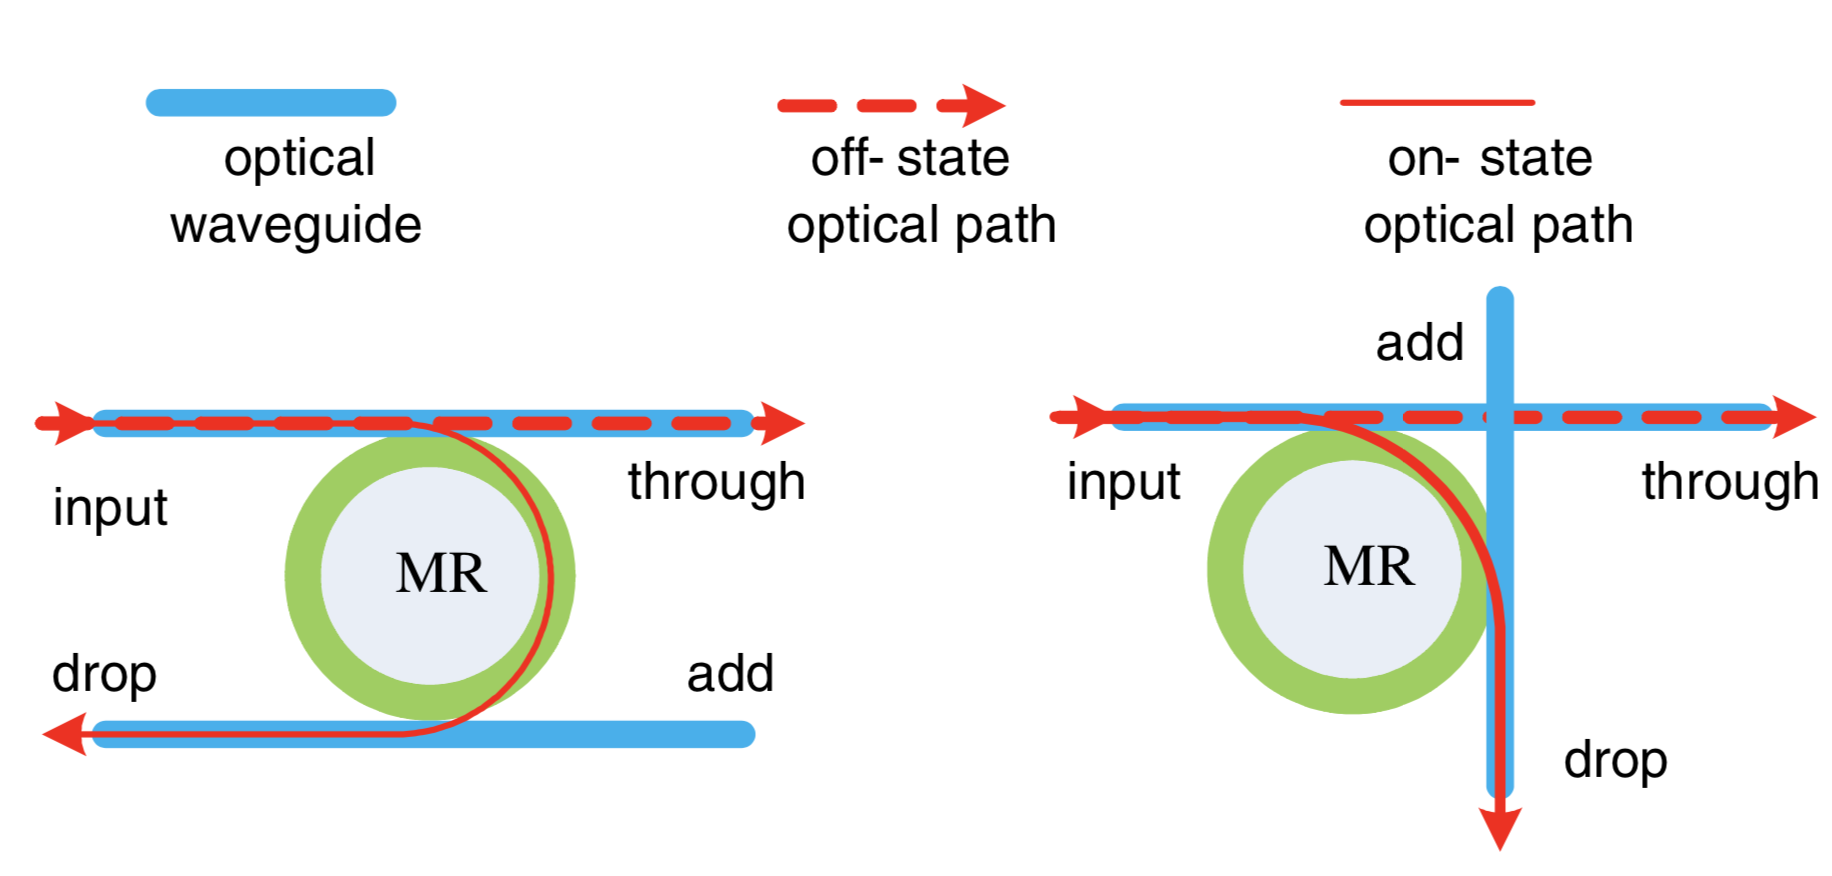 optical
waveguide
off- state
optical path
on- state
optical path
input
through
MR
drop
add
add
input
through
MR
drop